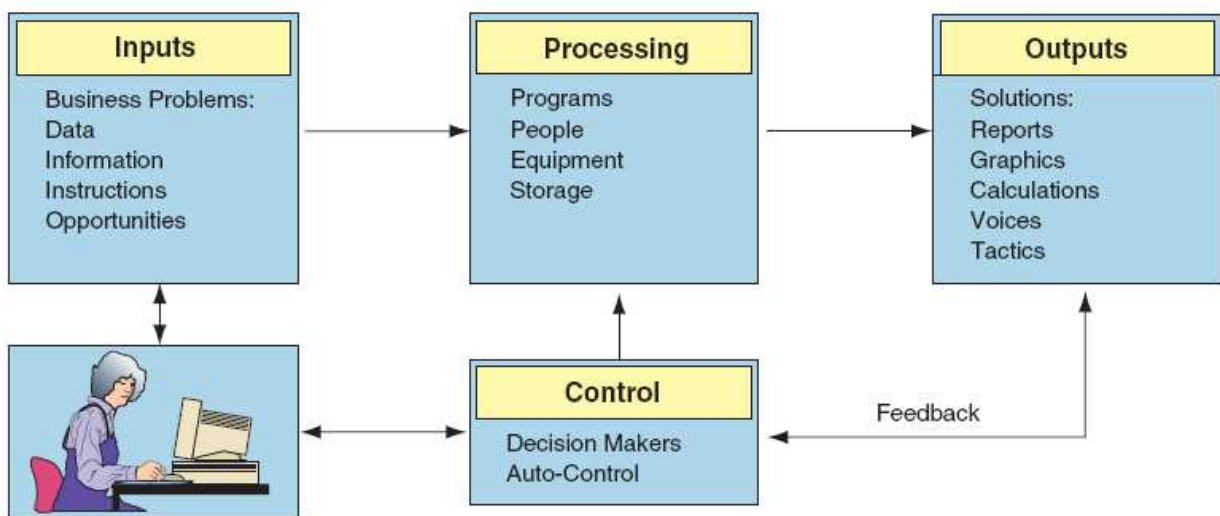 Inputs
Business Problems:
Data
Information
Instructions
Opportunities
Processing
Programs
People
Equipment
Storage
Outputs
Solutions:
Reports
Graphics
Calculations
Voices
Tactics
Control
Decision Makers
Auto-Control
Feedback